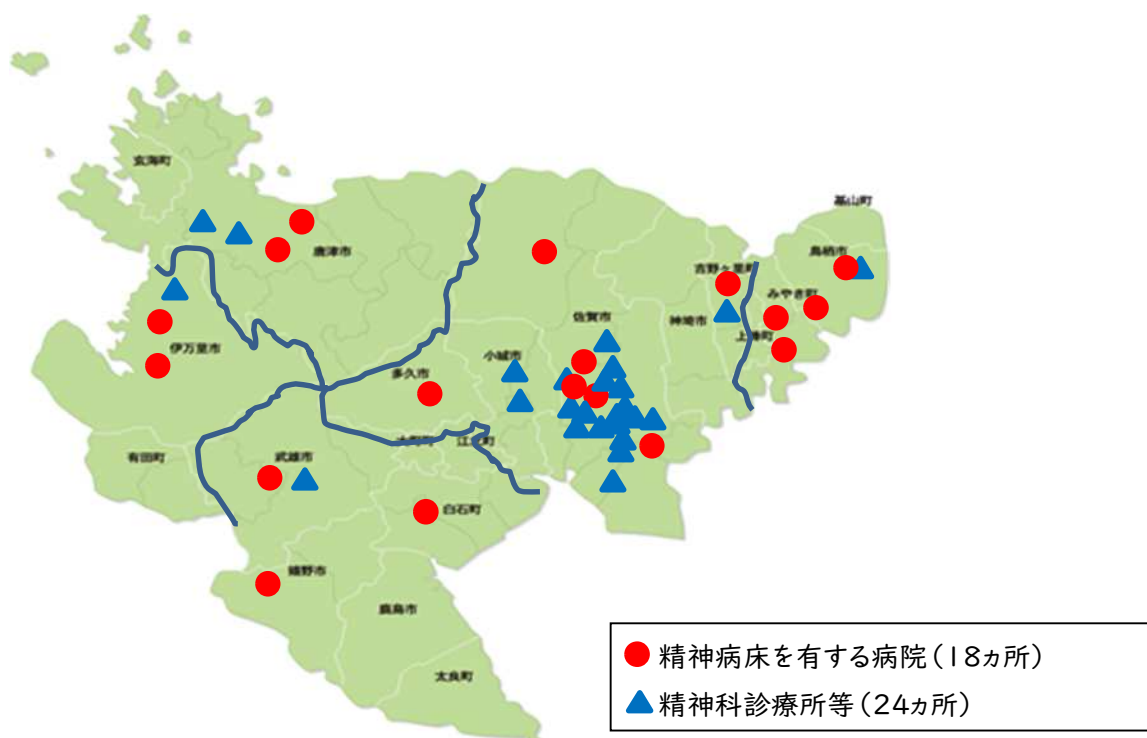 玄海町
唐津市
基山町
鳥栖市
吉野ヶ里町
みやき町
上峰町
神埼市
佐賀市
小城市
多久市
伊万里市
大町町
江北町
有田町
武雄市
白石町
嬉野市
鹿島市
太良町
精神病床を有する病院(18ヵ所)
精神科診療所等(24ヵ所)